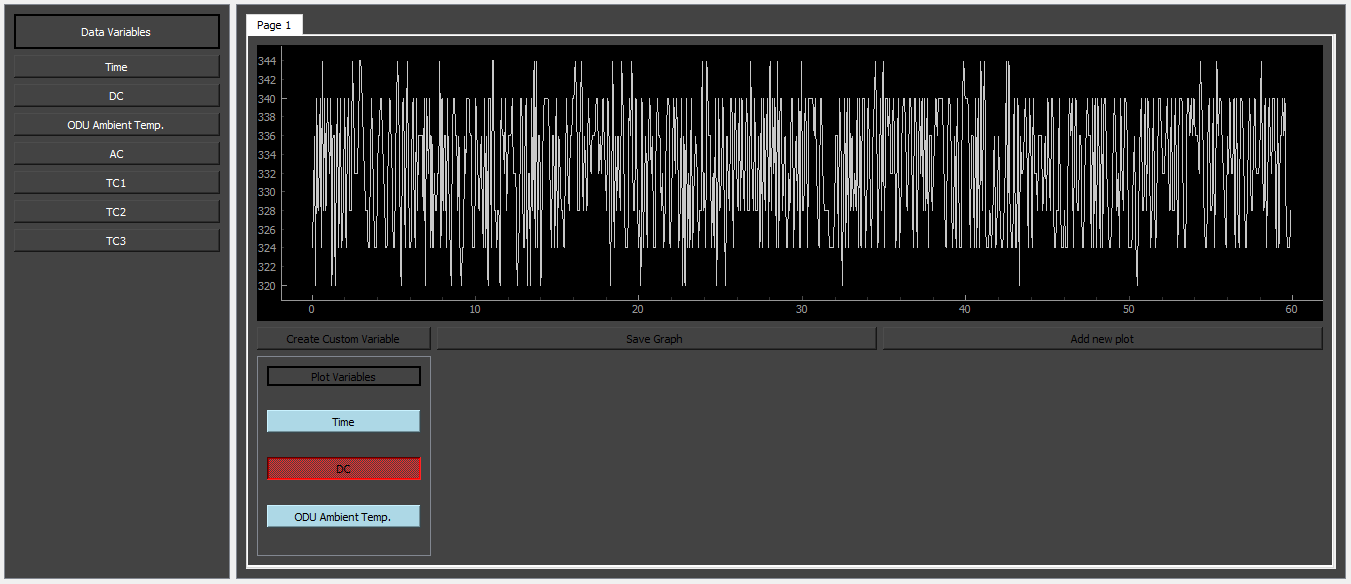 Data Variables
Time
DC
ODU Ambient Temp.
AC
TC1
TC2
TC3
Page 1
344
342
340
338
336
334
332
330
328
326
324
322
320
0
10
20
30
40
50
60
Create Custom Variable
Save Graph
Add new plot
Plot Variables
Time
DC
ODU Ambient Temp.